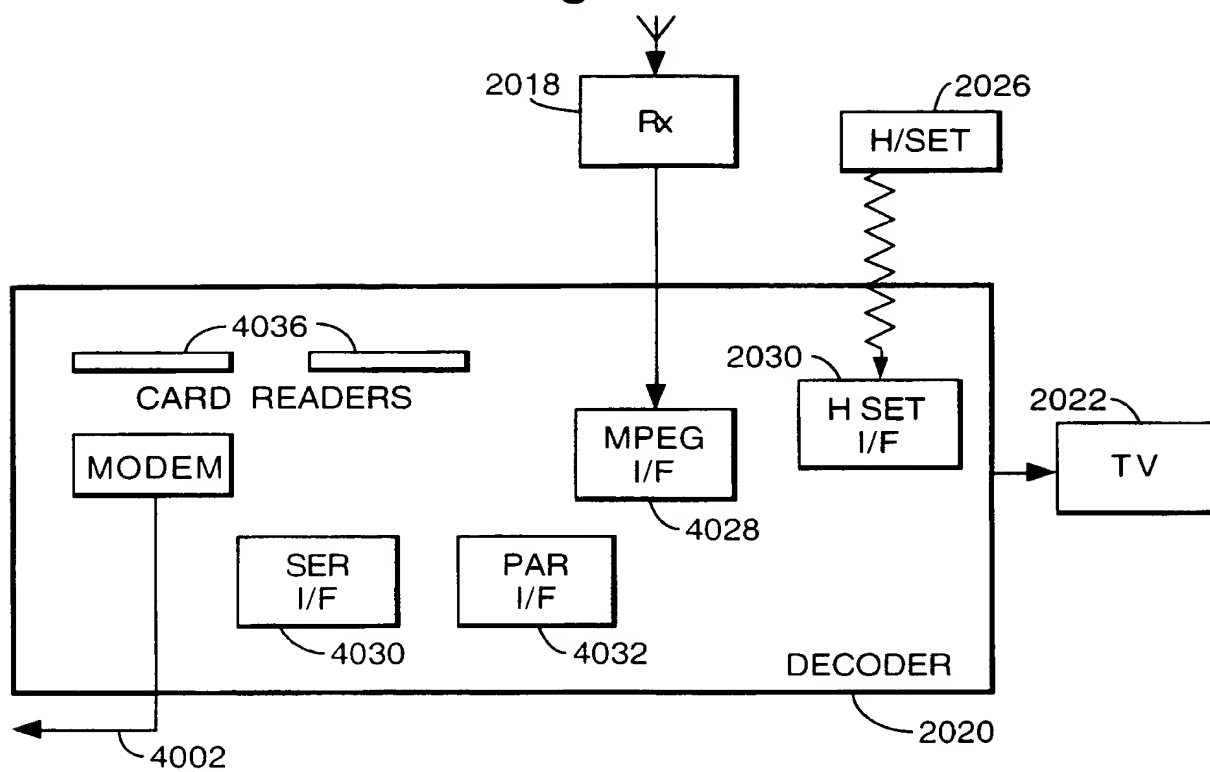 2018
Rx
2026
H/SET
4036
CARD READERS
2030
H SET
I/F
2022
TV
MODEM
MPEG
I/F
4028
SER
I/F
4030
PAR
I/F
4032
DECODER
2020
4002